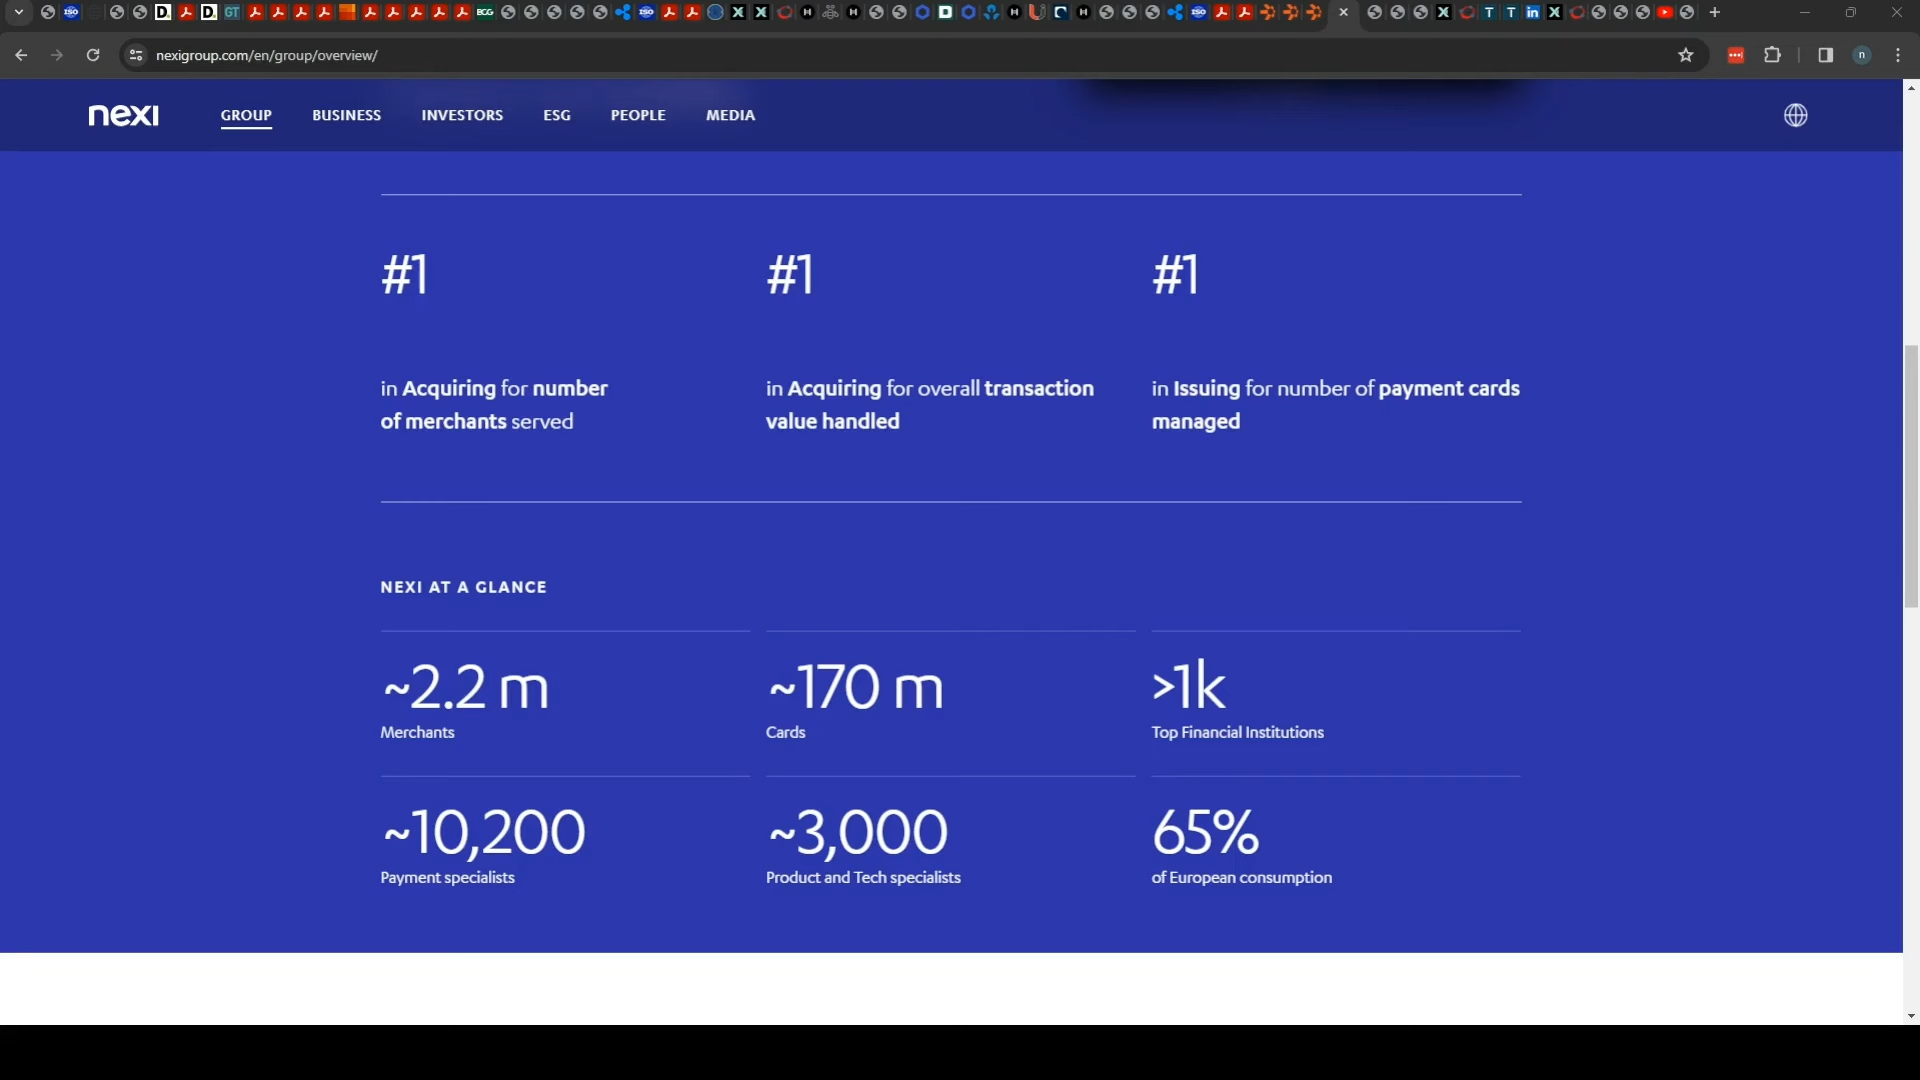 nexigroup.com/en/group/overview/
nexi GROUP BUSINESS INVESTORS ESG PEOPLE MEDIA
#1
in Acquiring for number
of merchants served
#1
in Acquiring for overall transaction
value handled
#1
in Issuing for number of payment cards
managed
NEXI AT A GLANCE
~2.2 m
Merchants
~170 m
Cards
>1k
Top Financial Institutions
~10,200
Payment specialists
~3,000
Product and Tech specialists
65%
of European consumption